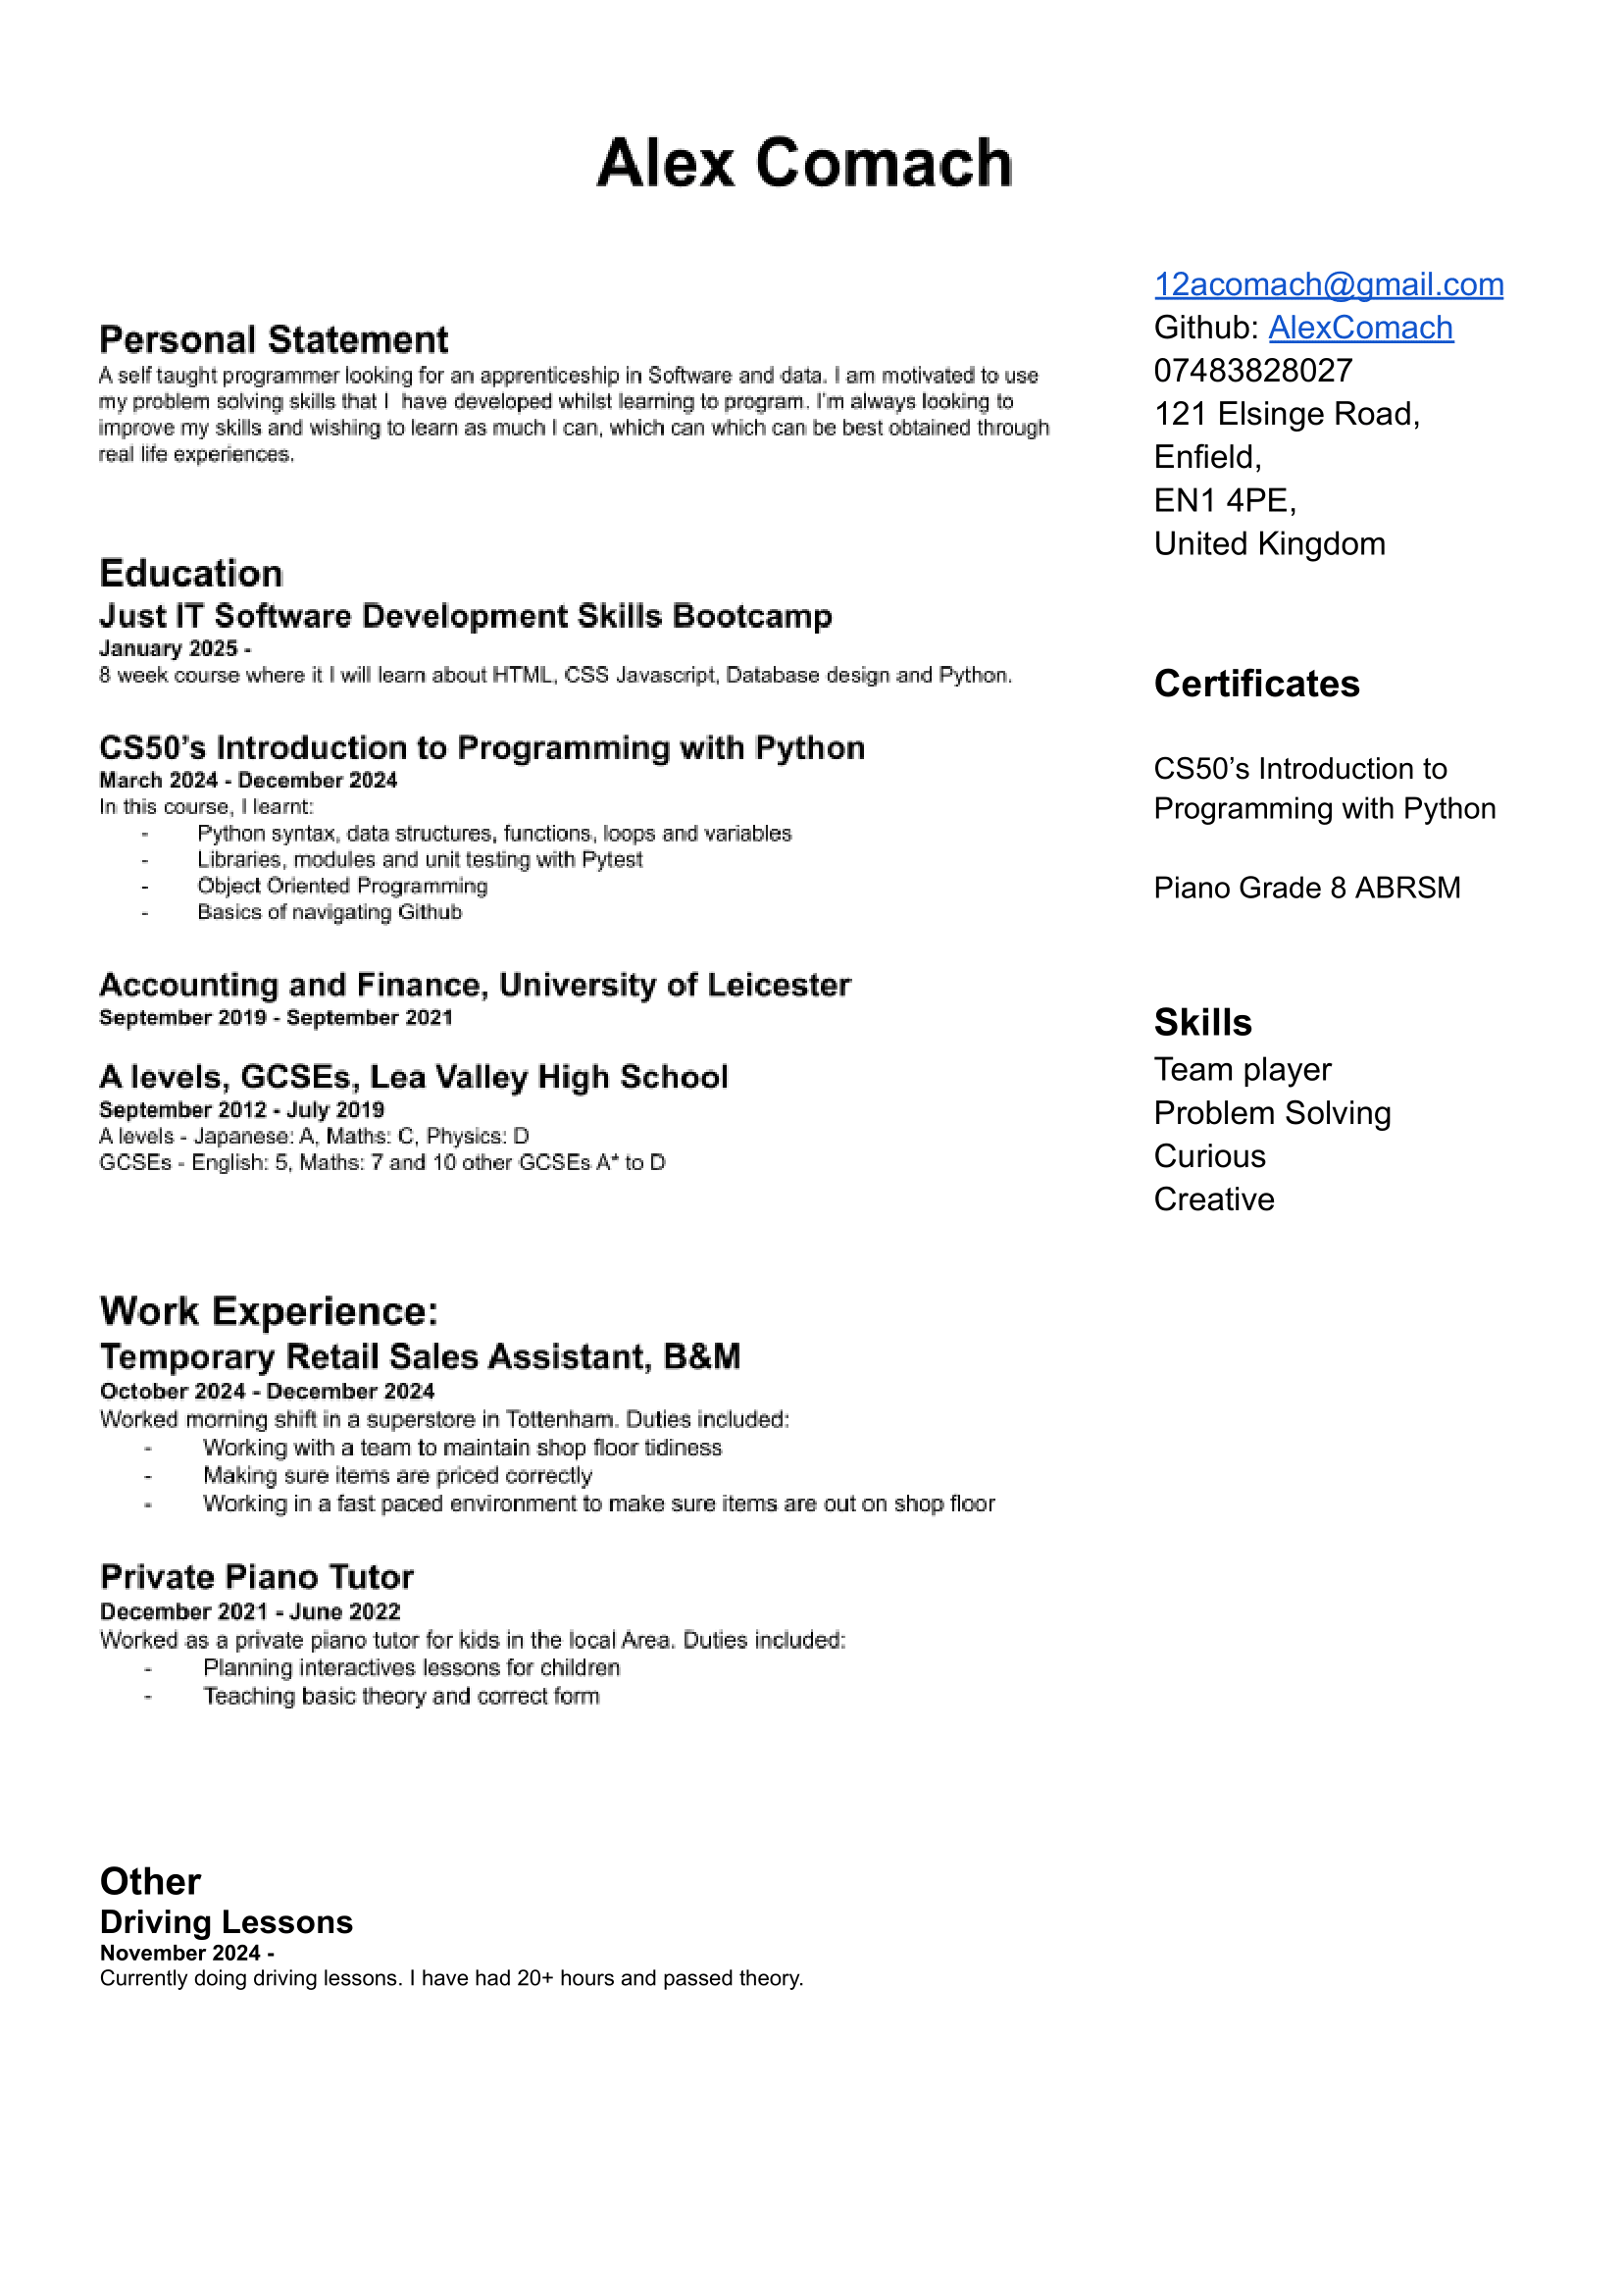 Alex Comach
12acomach@gmail.com
Github: AlexComach
07483828027
121 Elsinge Road,
Enfield,
EN1 4PE,
United Kingdom
Personal Statement
A self taught programmer looking for an apprenticeship in Software and data. I am motivated to use
my problem solving skills that I  have developed whilst learning to program. I'm always looking to
improve my skills and wishing to learn as much I can, which can which can be best obtained through
real life experiences.
Education
Just IT Software Development Skills Bootcamp
January 2025 -
8 week course where it I will learn about HTML, CSS Javascript, Database design and Python.
CS50's Introduction to Programming with Python
March 2024 - December 2024
In this course, I learnt:
- Python syntax, data structures, functions, loops and variables
- Libraries, modules and unit testing with Pytest
- Object Oriented Programming
- Basics of navigating Github
Accounting and Finance, University of Leicester
September 2019 - September 2021
A levels, GCSEs, Lea Valley High School
September 2012 - July 2019
A levels - Japanese: A, Maths: C, Physics: D
GCSEs - English: 5, Maths: 7 and 10 other GCSEs A* to D
Certificates
CS50's Introduction to
Programming with Python
Piano Grade 8 ABRSM
Skills
Team player
Problem Solving
Curious
Creative
Work Experience:
Temporary Retail Sales Assistant, B&M
October 2024 - December 2024
Worked morning shift in a superstore in Tottenham. Duties included:
- Working with a team to maintain shop floor tidiness
- Making sure items are priced correctly
- Working in a fast paced environment to make sure items are out on shop floor
Private Piano Tutor
December 2021 - June 2022
Worked as a private piano tutor for kids in the local Area. Duties included:
- Planning interactives lessons for children
- Teaching basic theory and correct form
Other
Driving Lessons
November 2024 -
Currently doing driving lessons. I have had 20+ hours and passed theory.